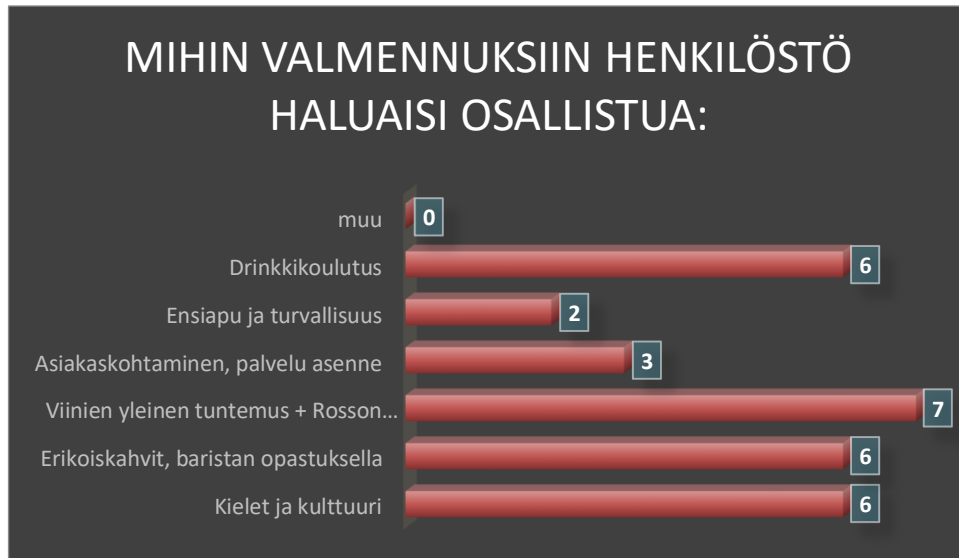 MIHIN VALMENNUKSIIN HENKILÖSTÖ
HALUAISI OSALLISTUA:
muu 0
Drinkkikoulutus 6
Ensiapu ja turvallisuus 2
Asiakaskohtaminen, palvelu asenne 3
Viinien yleinen tuntemus + Rosson... 7
Erikoiskahvit, baristan opastuksella 6
Kielet ja kulttuuri 6